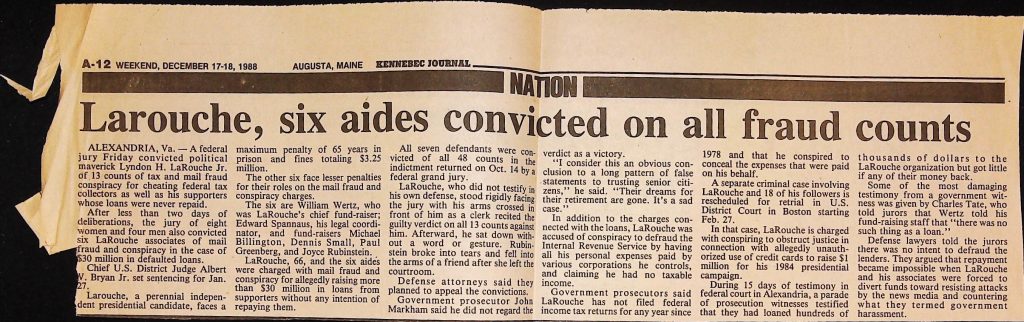 A-12 WEEKEND, DECEMBER 17-18, 1988 AUGUSTA, MAINE KENNEBEC JOURNAL
NATION
Larouche, six aides convicted on all fraud counts
ALEXANDRIA, Va. — A federal
jury Friday convicted political
maverick Lyndon H. LaRouche Jr.
of 13 counts of tax and mail fraud
conspiracy for cheating federal tax
collectors as well as his supporters
whose loans were never repaid.
After less than two days of
deliberations, the jury of eight
women and four men also convicted
six LaRouche associates of mail
fraud and conspiracy in the case of
$30 million in defaulted loans.
Chief U.S. District Judge Albert
V. Bryan Jr. set sentencing for Jan.
27.
Larouche, a perennial indepen-
dent presidential candidate, faces a
maximum penalty of 65 years in
prison and fines totaling $3.25
million.
The other six face lesser penalties
for their roles on the mail fraud and
conspiracy charges.
The six are William Wertz, who
was LaRouche's chief fund-raiser;
Edward Spannaus, his legal coordi-
nator, and fund-raisers Michael
Billington, Dennis Small, Paul
Greenberg, and Joyce Rubinstein.
LaRouche, 66, and the six aides
were charged with mail fraud and
conspiracy for allegedly raising more
than $30 million in loans from
supporters without any intention of
repaying them.
All seven defendants were con-
victed of all 48 counts in the
indictment returned on Oct. 14 by a
federal grand jury.
LaRouche, who did not testify in
his own defense, stood rigidly facing
the jury with his arms crossed in
front of him as a clerk recited the
guilty verdict on all 13 counts against
him. Afterward, he sat down with-
out a word or gesture. Rubin-
stein broke into tears and fell into
the arms of a friend after she left the
courtroom.
Defense attorneys said they
planned to appeal the convictions.
Government prosecutor John
Markham said he did not regard the
verdict as a victory.
"I consider this an obvious con-
clusion to a long pattern of false
statements to trusting senior citi-
zens," he said. "Their dreams for
their retirement are gone. It's a sad
case."
In addition to the charges con-
nected with the loans, LaRouche was
accused of conspiracy to defraud the
Internal Revenue Service by having
all his personal expenses paid by
various corporations he controls,
and claiming he had no taxable
income.
Government prosecutors said
LaRouche has not filed federal
income tax returns for any year since
1978 and that he conspired to
conceal the expenses that were paid
on his behalf.
A separate criminal case involving
LaRouche and 18 of his followers is
rescheduled for retrial in U.S.
District Court in Boston starting
Feb. 27.
In that case, LaRouche is charged
with conspiring to obstruct justice in
connection with allegedly unauth-
orized use of credit cards to raise $1
million for his 1984 presidential
campaign.
During 15 days of testimony in
federal court in Alexandria, a parade
of prosecution witnesses testified
that they had loaned hundreds of
thousands of dollars to the
LaRouche organization but got little
if any of their money back.
Some of the most damaging
testimony from a government wit-
ness was given by Charles Tate, who
told jurors that Wertz told his
fund-raising staff that "there was no
such thing as a loan."
Defense lawyers told the jurors
there was no intent to defraud the
lenders. They argued that repayment
became impossible when LaRouche
and his associates were forced to
divert funds toward resisting attacks
by the news media and countering
what they termed government
harassment.